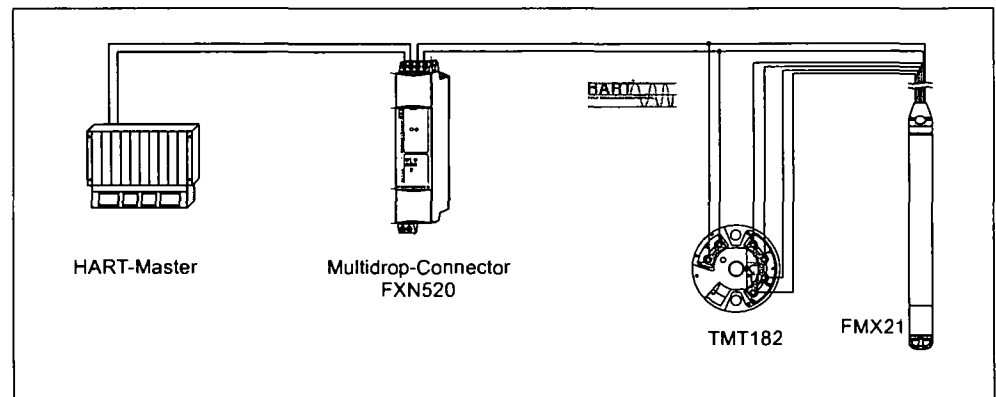 HART
HART-Master
Multidrop-Connector
FXN520
TMT182
FMX21